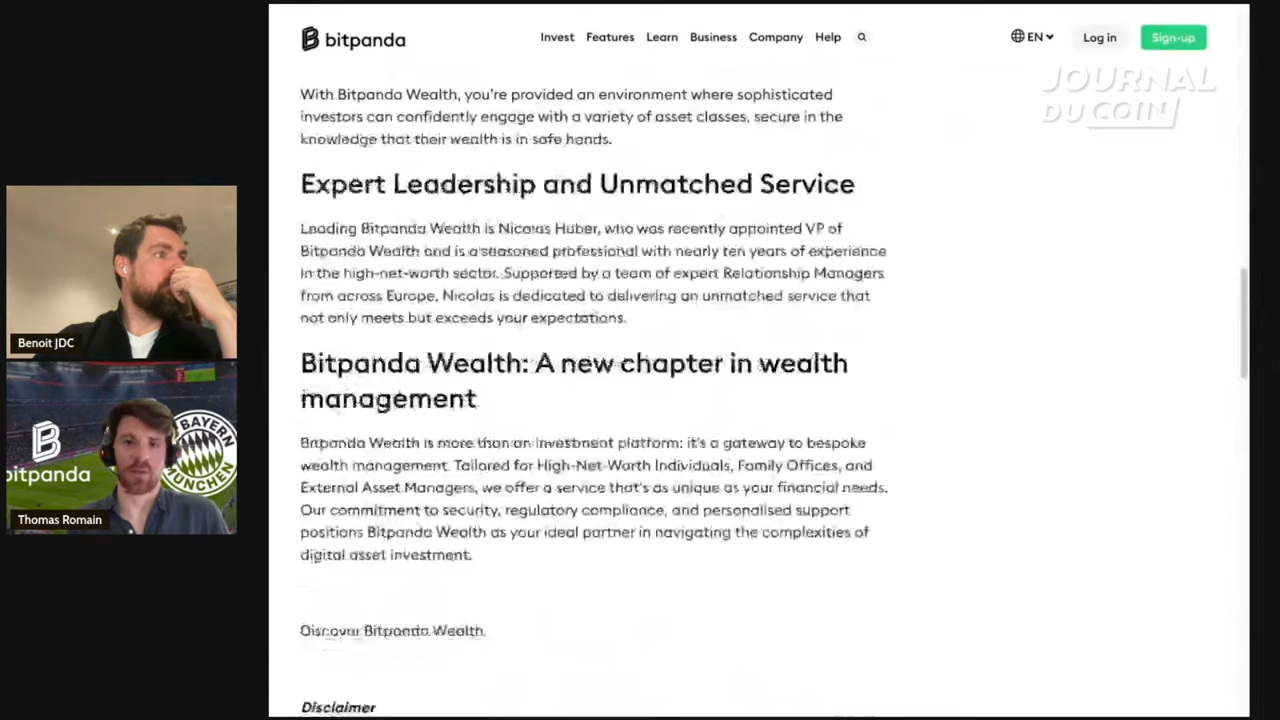 bitpanda
Invest Features Learn Business Company Help
EN
Log in
Sign-up
JOURNAL
DU COIN
With Bitpanda Wealth, you're provided an environment where sophisticated
investors can confidently engage with a variety of asset classes, secure in the
knowledge that their wealth is in safe hands.
Expert Leadership and Unmatched Service
Leading Bitpanda Wealth is Nicolas Huber, who was recently appointed VP of
Bitpanda Wealth and is a seasoned professional with nearly ten years of experience
in the high-net-worth sector. Supported by a team of expert Relationship Managers
from across Europe, Nicolas is dedicated to delivering an unmatched service that
not only meets but exceeds your expectations.
Bitpanda Wealth: A new chapter in wealth
management
Bitpanda Wealth is more than an investment platform: it's a gateway to bespoke
wealth management. Tailored for High-Net-Worth Individuals, Family Offices, and
External Asset Managers, we offer a service that's as unique as your financial needs.
Our commitment to security, regulatory compliance, and personalised support
positions Bitpanda Wealth as your ideal partner in navigating the complexities of
digital asset investment.
Discover Bitpanda Wealth.
Disclaimer
Benoit JDC
bitpanda
BAYERN
MÜNCHEN
Thomas Romain